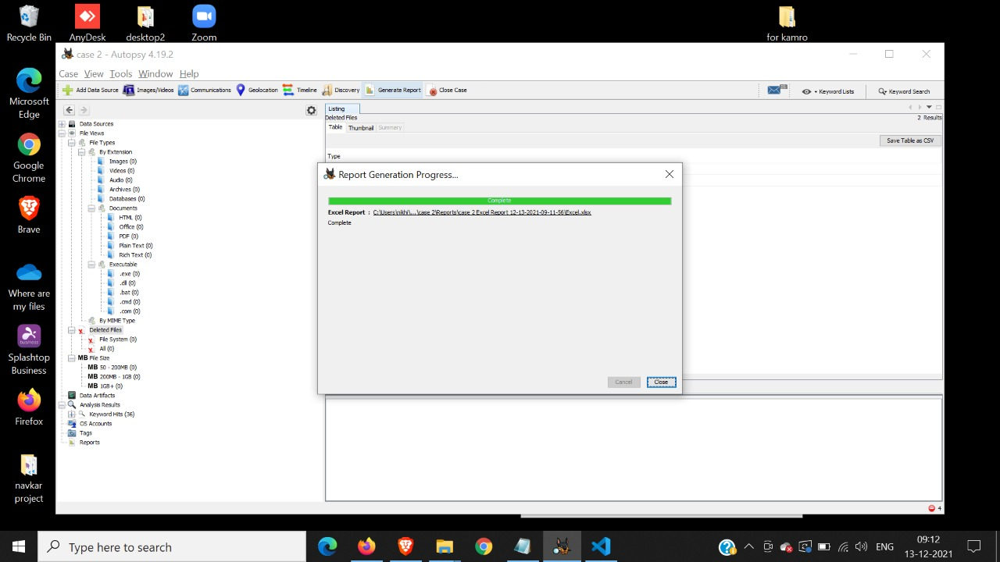 Recycle Bin
AnyDesk
desktop2
Zoom
for kamro
Microsoft
Edge
Google
Chrome
Brave
Where are
my files
Splashtop
Business
Firefox
navkar
project
case 2 - Autopsy 4.19.2
Case View Tools Window Help
Add Data Source Images/Videos Communications Geolocation Timeline Discovery Generate Report Close Case
Keyword Lists Keyword Search
Data Sources
File Views
File Types
By Extension
Images (0)
Videos (0)
Audio (0)
Archives (0)
Databases (0)
Documents
HTML (0)
Office (0)
PDF (0)
Plain Text (0)
Rich Text (0)
Executable
.exe (0)
.dll (0)
.bat (0)
.cmd (0)
.com (0)
By MIME Type
Deleted Files
File System (0)
All (0)
MB File Size
MB 50 - 200MB (0)
MB 200MB - 1GB (0)
MB 1GB+ (0)
Data Artifacts
Analysis Results
Keyword Hits (36)
OS Accounts
Tags
Reports
Listing
Deleted Files 2 Results
Table Thumbnail Summary
Save Table as CSV
Type
Report Generation Progress...
Complete
Excel Report : C:\Users\nikhi\...\case 2\Reports\case 2 Excel Report 12-13-2021-09-11-56\Excel.xlsx
Complete
Cancel Close
4
Type here to search
ENG
09:12
13-12-2021